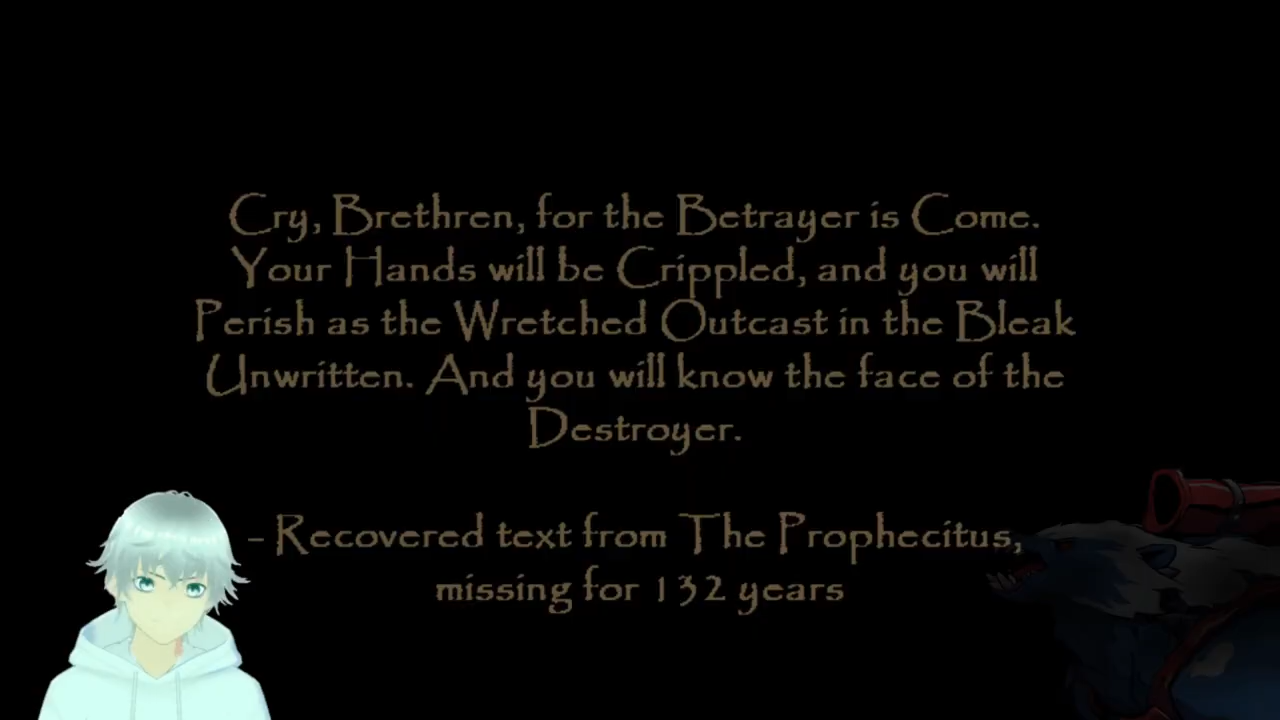 Cry, Brethren, for the Betrayer is Come.
Your Hands will be Crippled, and you will
Perish as the Wretched Outcast in the Bleak
Unwritten. And you will know the face of the
Destroyer.
- Recovered text from The Prophecitus,
missing for 132 years